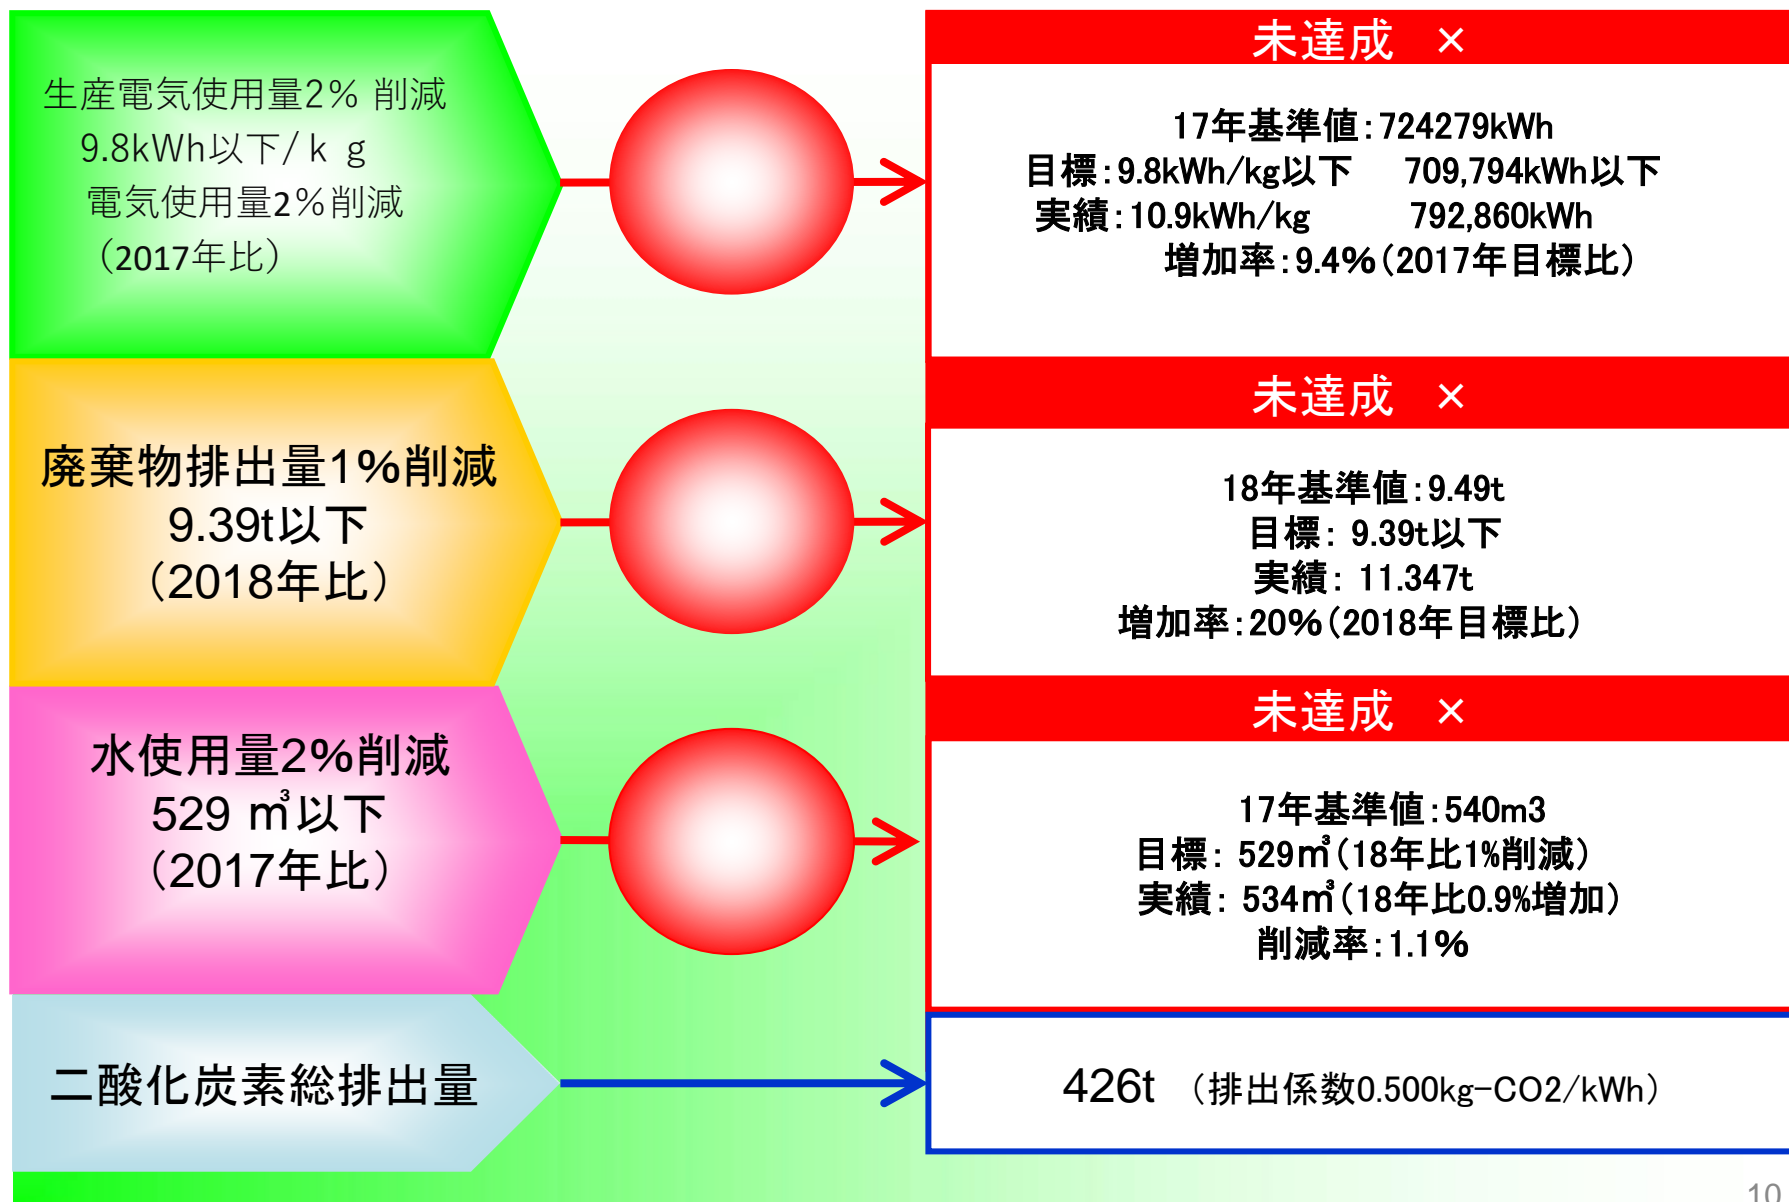 生産電気使用量2% 削減
9.8kWh以下/ｋｇ
電気使用量2%削減
（2017年比）
未達成　×
17年基準値：724279kWh
目標：9.8kWh/kg以下　709,794kWh以下
実績：10.9kWh/kg　792,860kWh
増加率：9.4%（2017年目標比）
廃棄物排出量1%削減
9.39t以下
（2018年比）
未達成　×
18年基準値：9.49t
目標： 9.39t以下
実績： 11.347t
増加率：20%（2018年目標比）
水使用量2%削減
529 ㎥以下
（2017年比）
未達成　×
17年基準値：540m3
目標： 529㎥（18年比1%削減）
実績： 534㎥（18年比0.9%増加）
削減率：1.1%
二酸化炭素総排出量
426t （排出係数0.500kg-CO2/kWh）
10